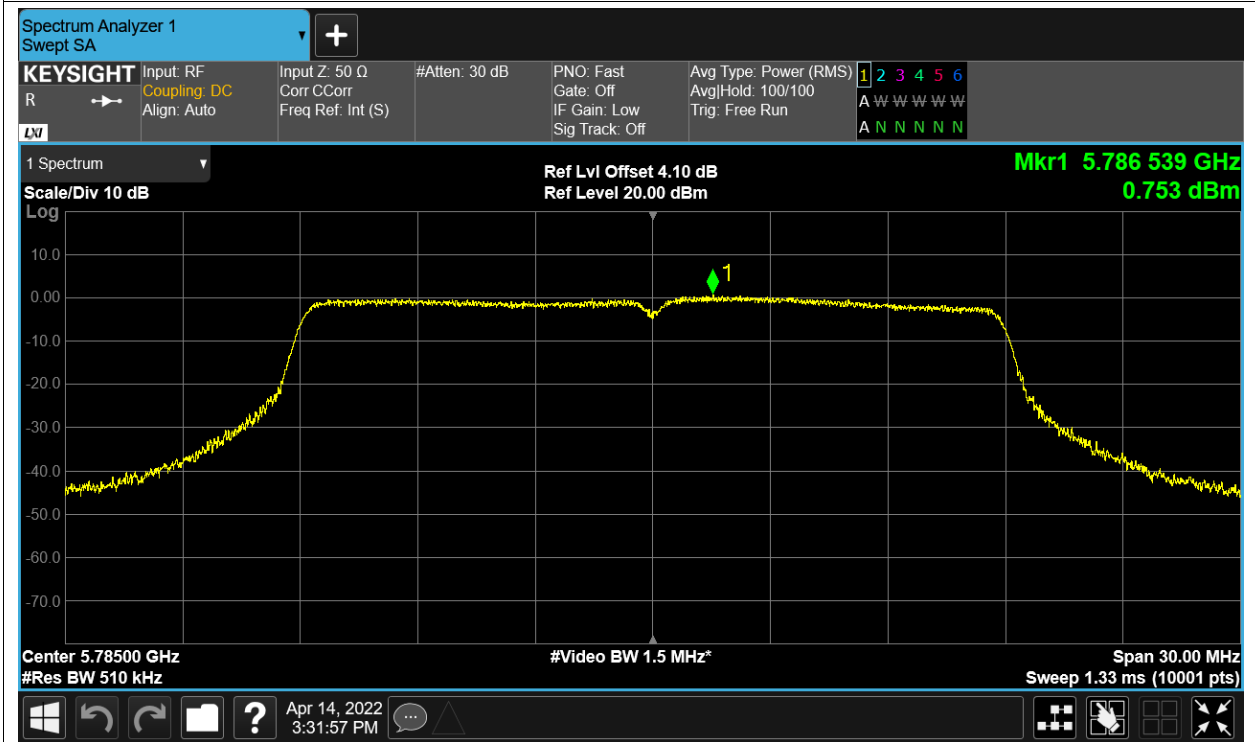 Spectrum Analyzer 1
Swept SA
+
KEYSIGHT
R
LXI
Input: RF
Coupling: DC
Align: Auto
Input Z: 50 Ω
Corr CCorr
Freq Ref: Int (S)
#Atten: 30 dB
PNO: Fast
Gate: Off
IF Gain: Low
Sig Track: Off
Avg Type: Power (RMS)
Avg|Hold: 100/100
Trig: Free Run
1 2 3 4 5 6
A W W W W W
A N N N N N
1 Spectrum
Scale/Div 10 dB
Log
Ref Lvl Offset 4.10 dB
Ref Level 20.00 dBm
Mkr1 5.786 539 GHz
0.753 dBm
10.0
0.00
-10.0
-20.0
-30.0
-40.0
-50.0
-60.0
-70.0
1
Center 5.78500 GHz
#Res BW 510 kHz
#Video BW 1.5 MHz*
Span 30.00 MHz
Sweep 1.33 ms (10001 pts)
?
Apr 14, 2022
3:31:57 PM